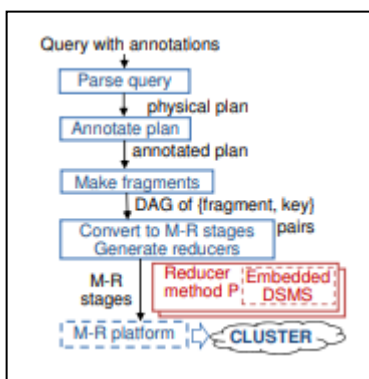 Query with annotations
Parse query
physical plan
Annotate plan
annotated plan
Make fragments
DAG of {fragment, key}
pairs
Convert to M-R stages
Generate reducers
M-R
stages
Reducer
method P
Embedded
DSMS
M-R platform
CLUSTER